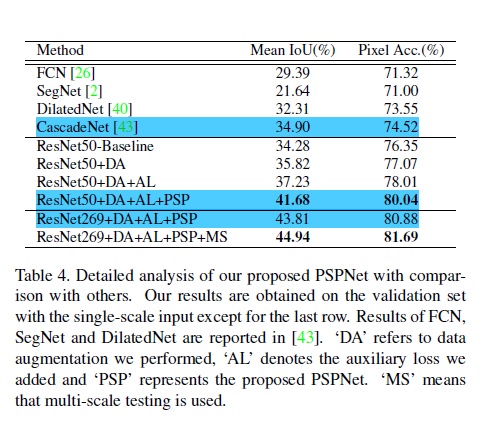 Method Mean IoU(%) Pixel Acc.(%)
FCN [26] 29.39 71.32
SegNet [2] 21.64 71.00
DilatedNet [40] 32.31 73.55
CascadeNet [43] 34.90 74.52
ResNet50-Baseline 34.28 76.35
ResNet50+DA 35.82 77.07
ResNet50+DA+AL 37.23 78.01
ResNet50+DA+AL+PSP 41.68 80.04
ResNet269+DA+AL+PSP 43.81 80.88
ResNet269+DA+AL+PSP+MS 44.94 81.69
Table 4. Detailed analysis of our proposed PSPNet with compar-
ison with others. Our results are obtained on the validation set
with the single-scale input except for the last row. Results of FCN,
SegNet and DilatedNet are reported in [43]. ‘DA’ refers to data
augmentation we performed, ‘AL’ denotes the auxiliary loss we
added and ‘PSP’ represents the proposed PSPNet. ‘MS’ means
that multi-scale testing is used.